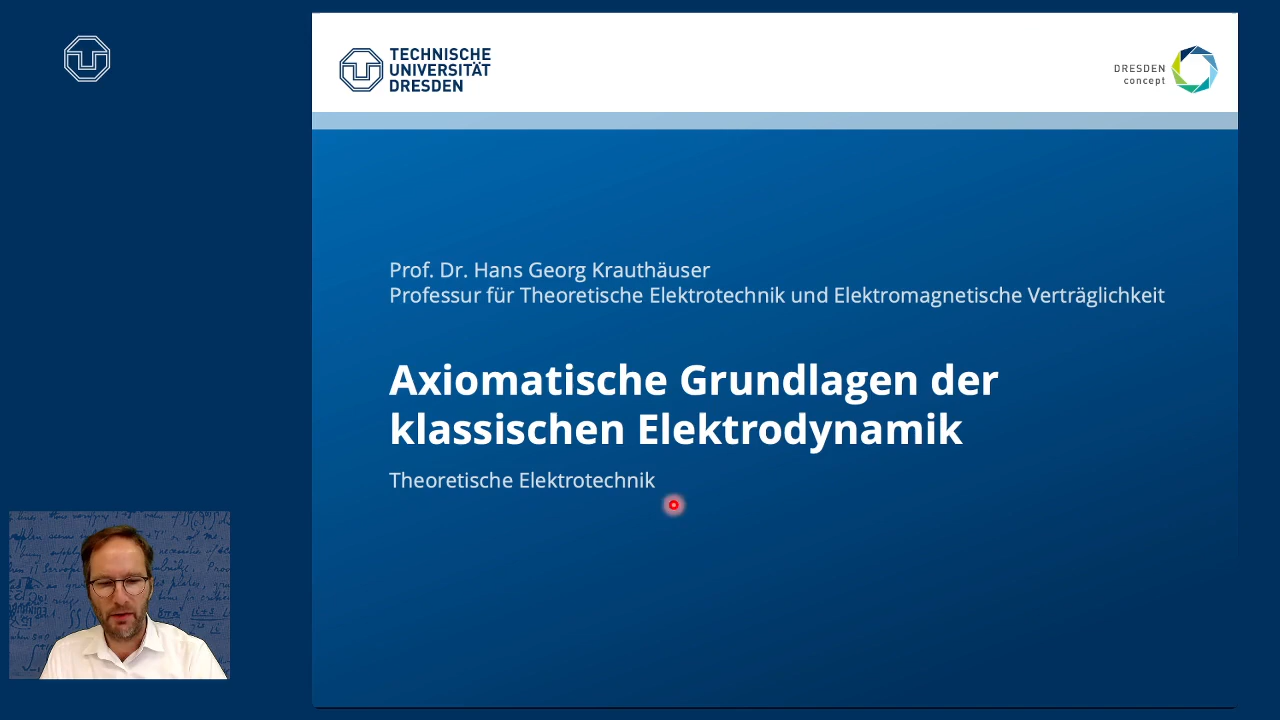 TECHNISCHE
UNIVERSITÄT
DRESDEN
DRESDEN
concept
Prof. Dr. Hans Georg Krauthäuser
Professur für Theoretische Elektrotechnik und Elektromagnetische Verträglichkeit
Axiomatische Grundlagen der
klassischen Elektrodynamik
Theoretische Elektrotechnik